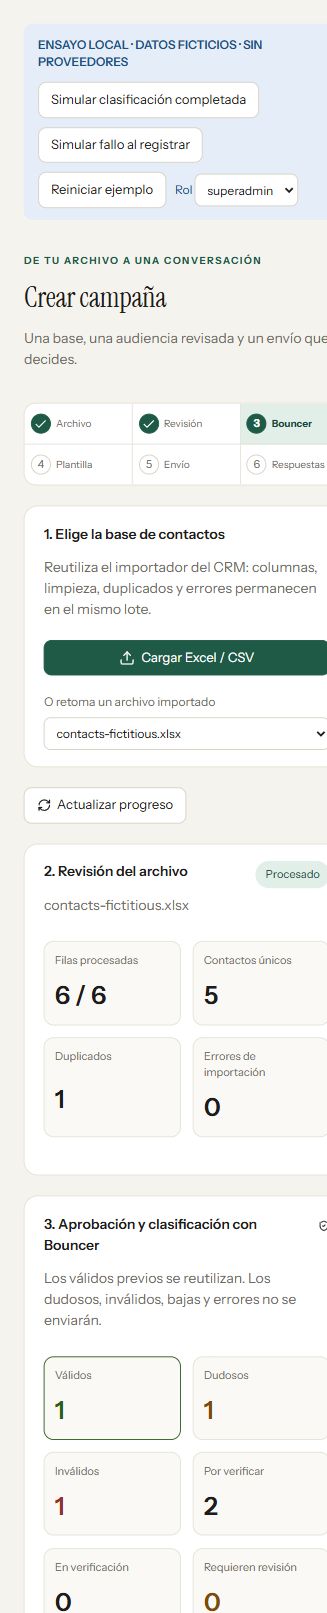 ENSAYO LOCAL · DATOS FICTICIOS · SIN
PROVEEDORES
Simular clasificación completada
Simular fallo al registrar
Reiniciar ejemplo
Rol
superadmin
DE TU ARCHIVO A UNA CONVERSACIÓN
Crear campaña
Una base, una audiencia revisada y un envío que
decides.
Archivo
Revisión
3 Bouncer
4 Plantilla
5 Envío
6 Respuestas
1. Elige la base de contactos
Reutiliza el importador del CRM: columnas,
limpieza, duplicados y errores permanecen
en el mismo lote.
Cargar Excel / CSV
O retoma un archivo importado
contacts-fictitious.xlsx
Actualizar progreso
2. Revisión del archivo
Procesado
contacts-fictitious.xlsx
Filas procesadas
6 / 6
Contactos únicos
5
Duplicados
1
Errores de
importación
0
3. Aprobación y clasificación con
Bouncer
Los válidos previos se reutilizan. Los
dudosos, inválidos, bajas y errores no se
enviarán.
Válidos
1
Dudosos
1
Inválidos
1
Por verificar
2
En verificación
0
Requieren revisión
0